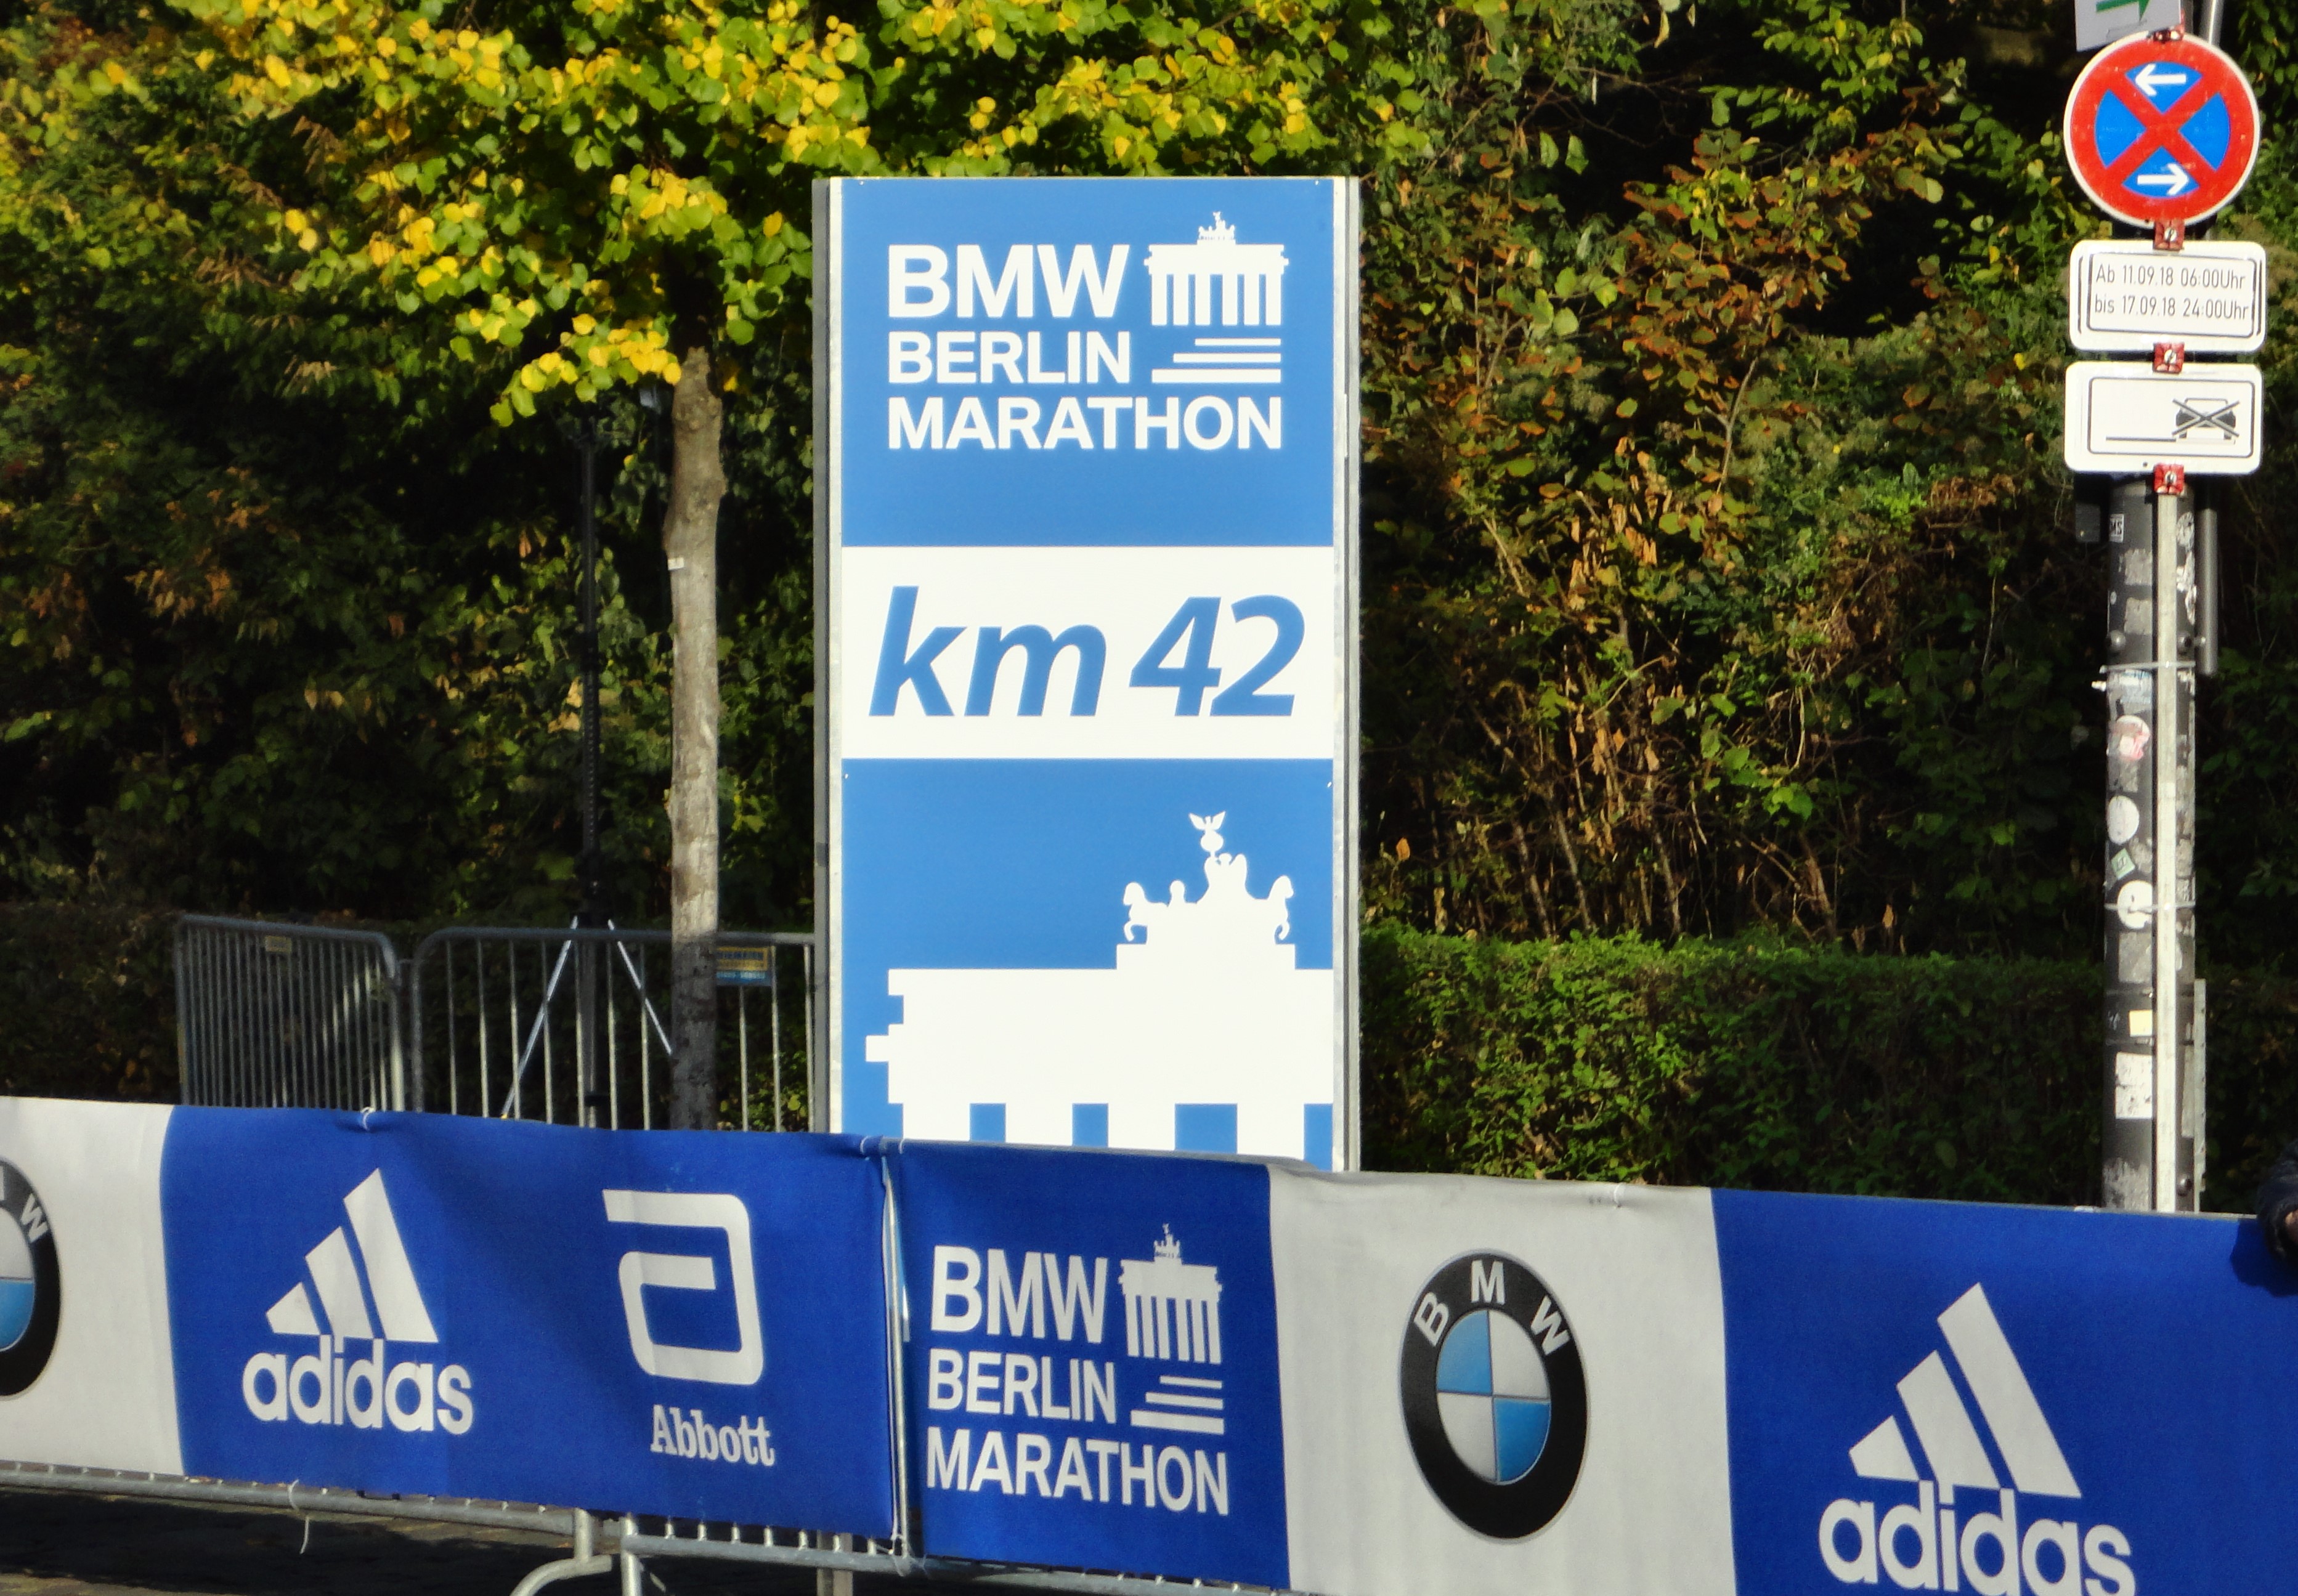 BMW
BERLIN
MARATHON
km 42
Ab 11.09.18 06:00Uhr
bis 17.09.18 24:00Uhr
W
adidas
Abbott
BMW
BERLIN
MARATHON
BMW
adidas